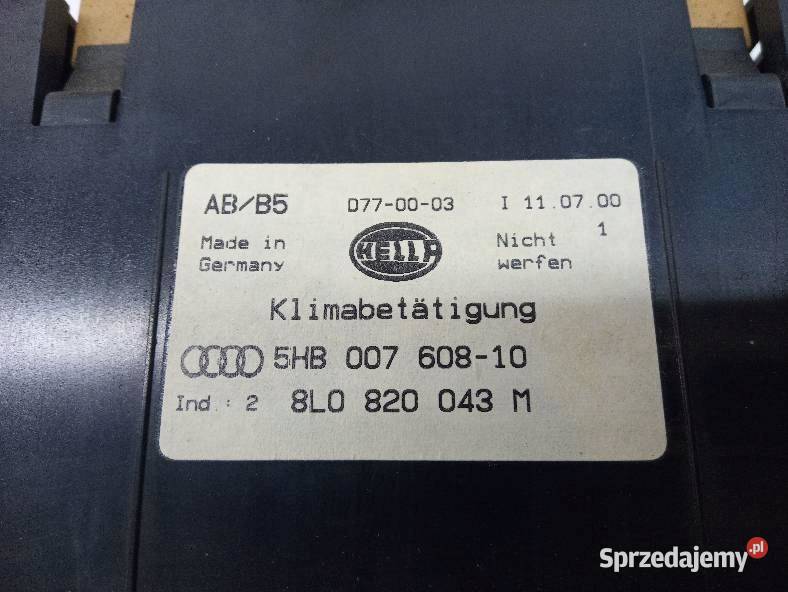 AB/B5 D77-00-03 I 11.07.00
Made in Germany
HELLA
Nicht werfen 1
Klimabetätigung
5HB 007 608-10
Ind.: 2 8L0 820 043 M
Sprzedajemy.pl